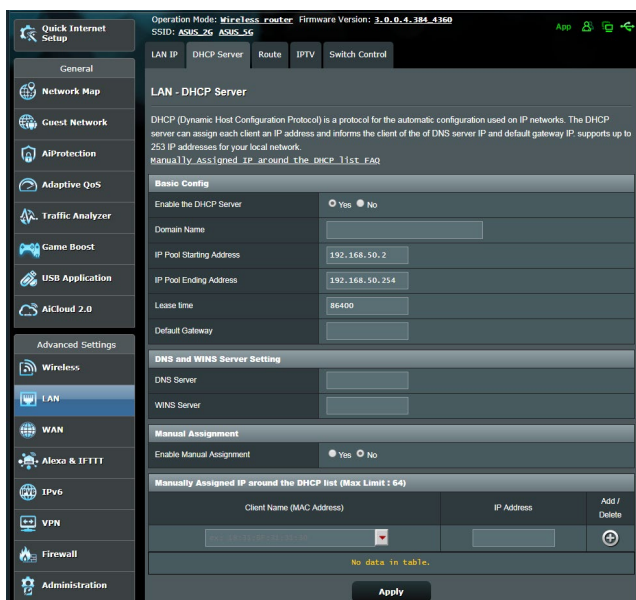 Quick Internet
Setup
General
Network Map
Guest Network
AiProtection
Adaptive QoS
Traffic Analyzer
Game Boost
USB Application
AiCloud 2.0
Advanced Settings
Wireless
LAN
WAN
Alexa & IFTTT
IPv6
VPN
Firewall
Administration
Operation Mode: Wireless router Firmware Version: 3.0.0.4.384_4360
SSID: ASUS_2G ASUS_5G
App
LAN IP DHCP Server Route IPTV Switch Control
LAN - DHCP Server
DHCP (Dynamic Host Configuration Protocol) is a protocol for the automatic configuration used on IP networks. The DHCP
server can assign each client an IP address and informs the client of the of DNS server IP and default gateway IP. supports up to
253 IP addresses for your local network.
Manually Assigned IP around the DHCP list FAQ
Basic Config
Enable the DHCP Server Yes No
Domain Name
IP Pool Starting Address 192.168.50.2
IP Pool Ending Address 192.168.50.254
Lease time 86400
Default Gateway
DNS and WINS Server Setting
DNS Server
WINS Server
Manual Assignment
Enable Manual Assignment Yes No
Manually Assigned IP around the DHCP list (Max Limit : 64)
Client Name (MAC Address) IP Address Add /
Delete
No data in table.
Apply